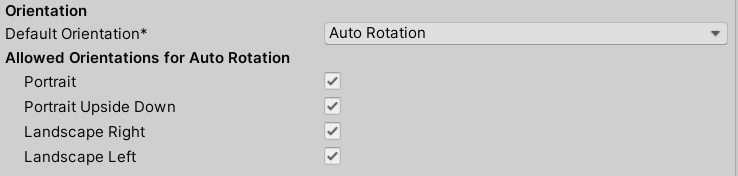 Orientation
Default Orientation* Auto Rotation
Allowed Orientations for Auto Rotation
Portrait
Portrait Upside Down
Landscape Right
Landscape Left